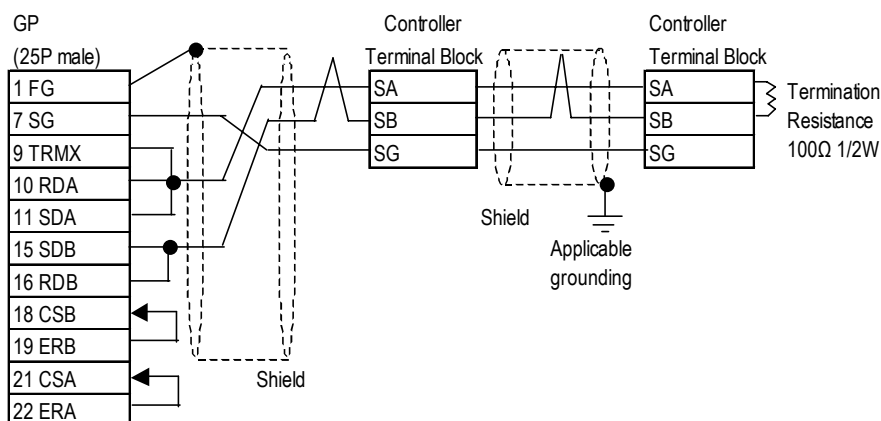 GP
(25P male)
1 FG
7 SG
9 TRMX
10 RDA
11 SDA
15 SDB
16 RDB
18 CSB
19 ERB
21 CSA
22 ERA
Shield
Controller
Terminal Block
SA
SB
SG
Shield
Applicable
grounding
Controller
Terminal Block
SA
SB
SG
Termination
Resistance
100Ω 1/2W